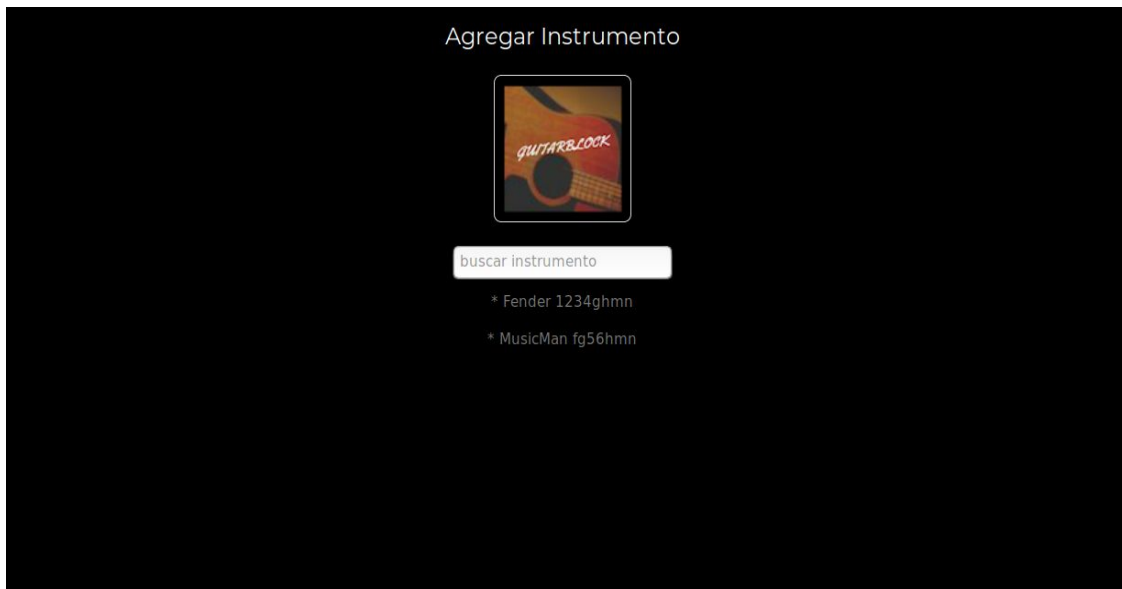 Agregar Instrumento
GUITARBLOCK
buscar instrumento
* Fender 1234ghmn
* MusicMan fg56hmn